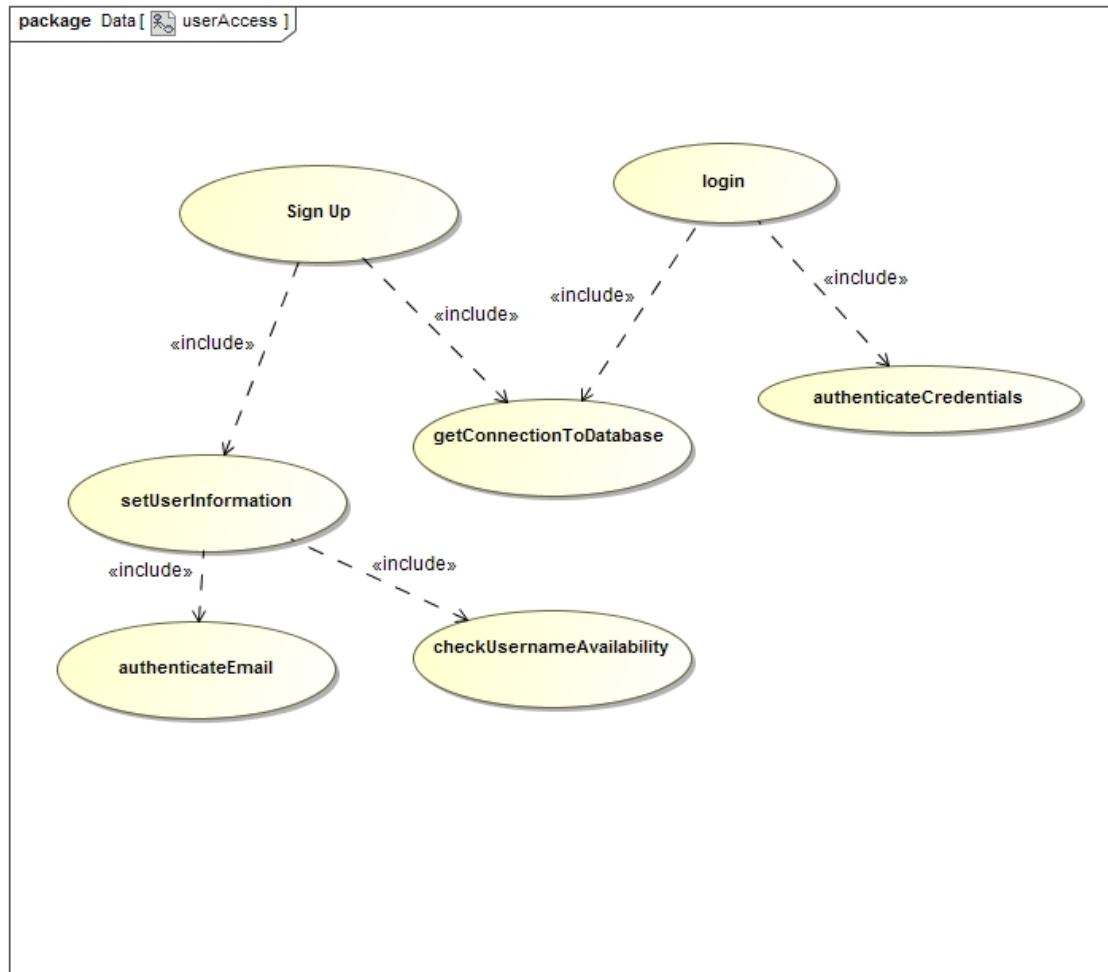 package Data [ userAccess ]
login
Sign Up
«include»
«include»
«include»
«include»
authenticateCredentials
getConnectionToDatabase
setUserInformation
«include»
«include»
checkUsernameAvailability
authenticateEmail